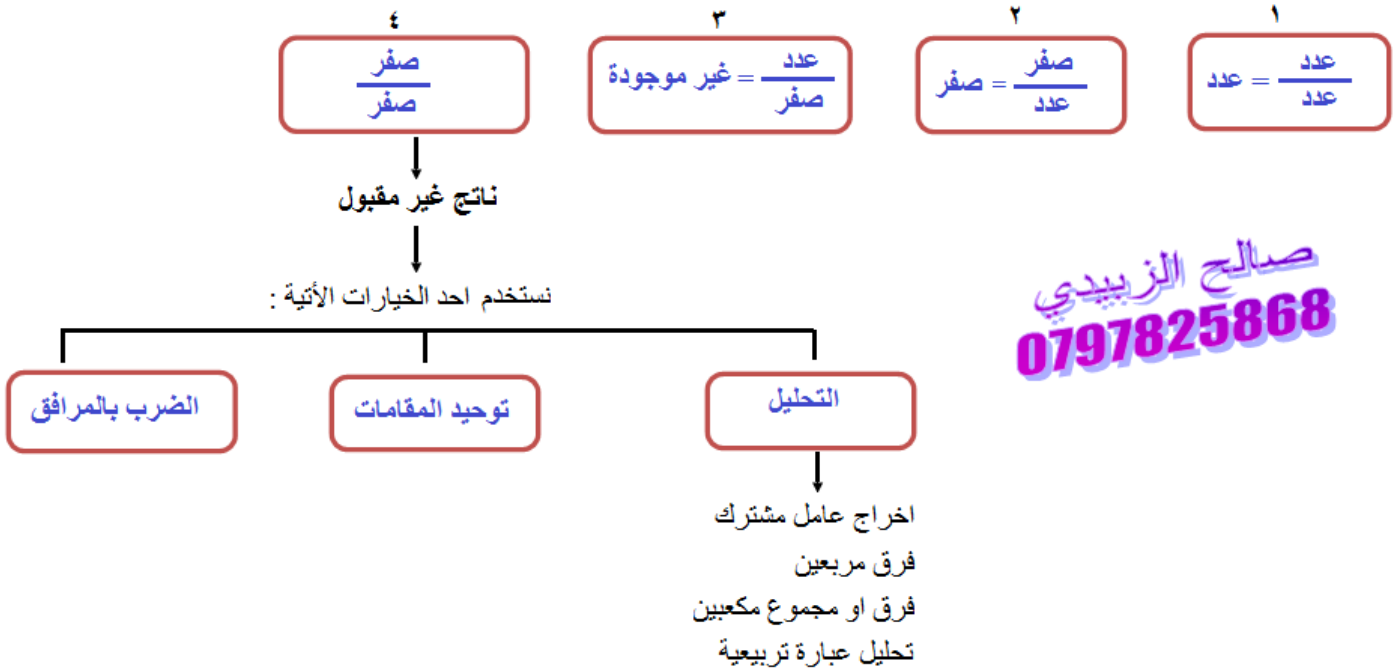 ١
عدد
عدد = عدد
٢
صفر
عدد = صفر
٣
عدد
صفر = غير موجودة
٤
صفر
صفر
ناتج غير مقبول
نستخدم احد الخيارات الأتية :
التحليل
توحيد المقامات
الضرب بالمرافق
اخراج عامل مشترك
فرق مربعين
فرق او مجموع مكعبين
تحليل عبارة تربيعية
صالح الزبيدي
0797825868